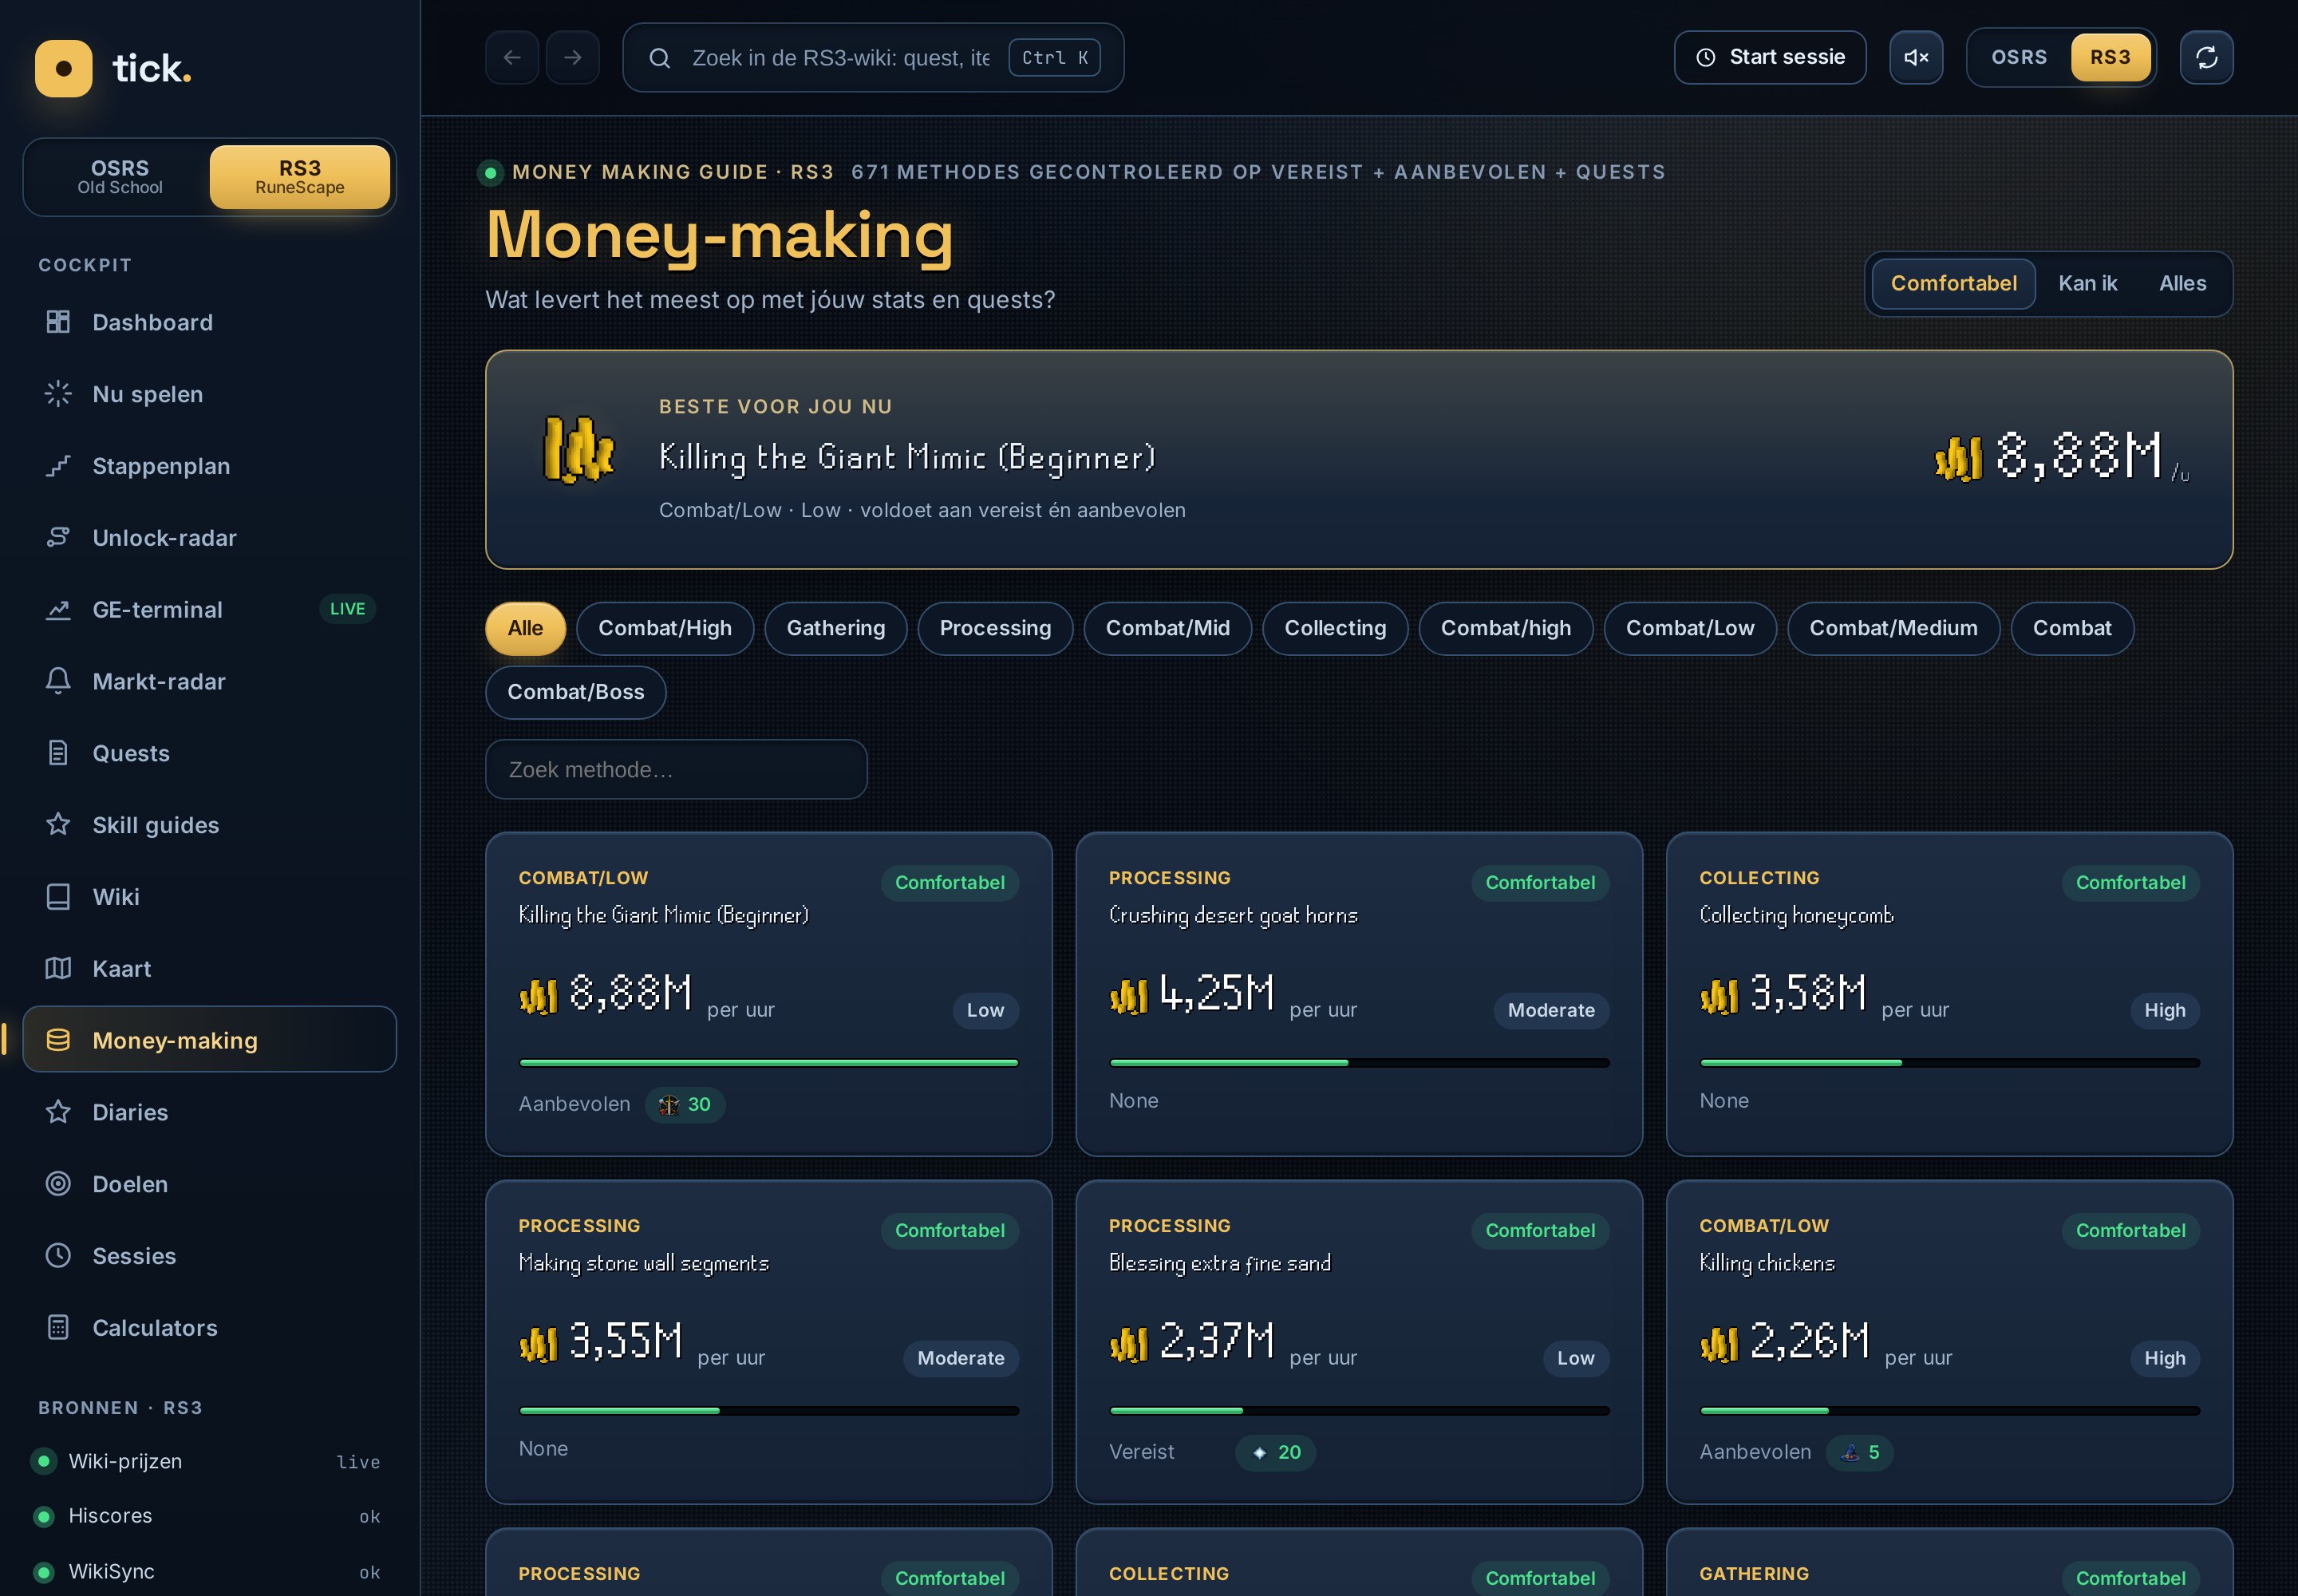 tick.
OSRS
Old School
RS3
RuneScape
COCKPIT
Dashboard
Nu spelen
Stappenplan
Unlock-radar
GE-terminal LIVE
Markt-radar
Quests
Skill guides
Wiki
Kaart
Money-making
Diaries
Doelen
Sessies
Calculators
BRONNEN · RS3
Wiki-prijzen live
Hiscores ok
WikiSync ok
Zoek in de RS3-wiki: quest, ite Ctrl K
Start sessie
OSRS RS3
MONEY MAKING GUIDE · RS3 671 METHODES GECONTROLEERD OP VEREIST + AANBEVOLEN + QUESTS
Money-making
Wat levert het meest op met jóuw stats en quests?
Comfortabel Kan ik Alles
BESTE VOOR JOU NU
Killing the Giant Mimic (Beginner)
Combat/Low · Low · voldoet aan vereist én aanbevolen
8,88M /u
Alle Combat/High Gathering Processing Combat/Mid Collecting Combat/high Combat/Low Combat/Medium Combat
Combat/Boss
Zoek methode…
COMBAT/LOW Comfortabel
Killing the Giant Mimic (Beginner)
8,88M per uur Low
Aanbevolen 30
PROCESSING Comfortabel
Crushing desert goat horns
4,25M per uur Moderate
None
COLLECTING Comfortabel
Collecting honeycomb
3,58M per uur High
None
PROCESSING Comfortabel
Making stone wall segments
3,55M per uur Moderate
None
PROCESSING Comfortabel
Blessing extra fine sand
2,37M per uur Low
Vereist 20
COMBAT/LOW Comfortabel
Killing chickens
2,26M per uur High
Aanbevolen 5
PROCESSING Comfortabel
COLLECTING Comfortabel
GATHERING Comfortabel